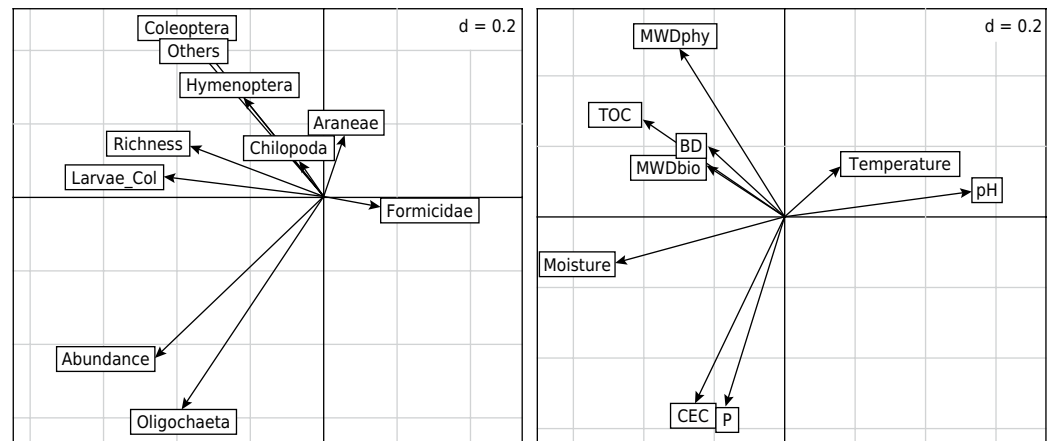 Coleoptera
d = 0.2
Others
Hymenoptera
Araneae
Richness
Chilopoda
Larvae_Col
Formicidae
Abundance
Oligochaeta
d = 0.2
MWDphy
TOC
BD
MWDbio
Temperature
pH
Moisture
CEC
P